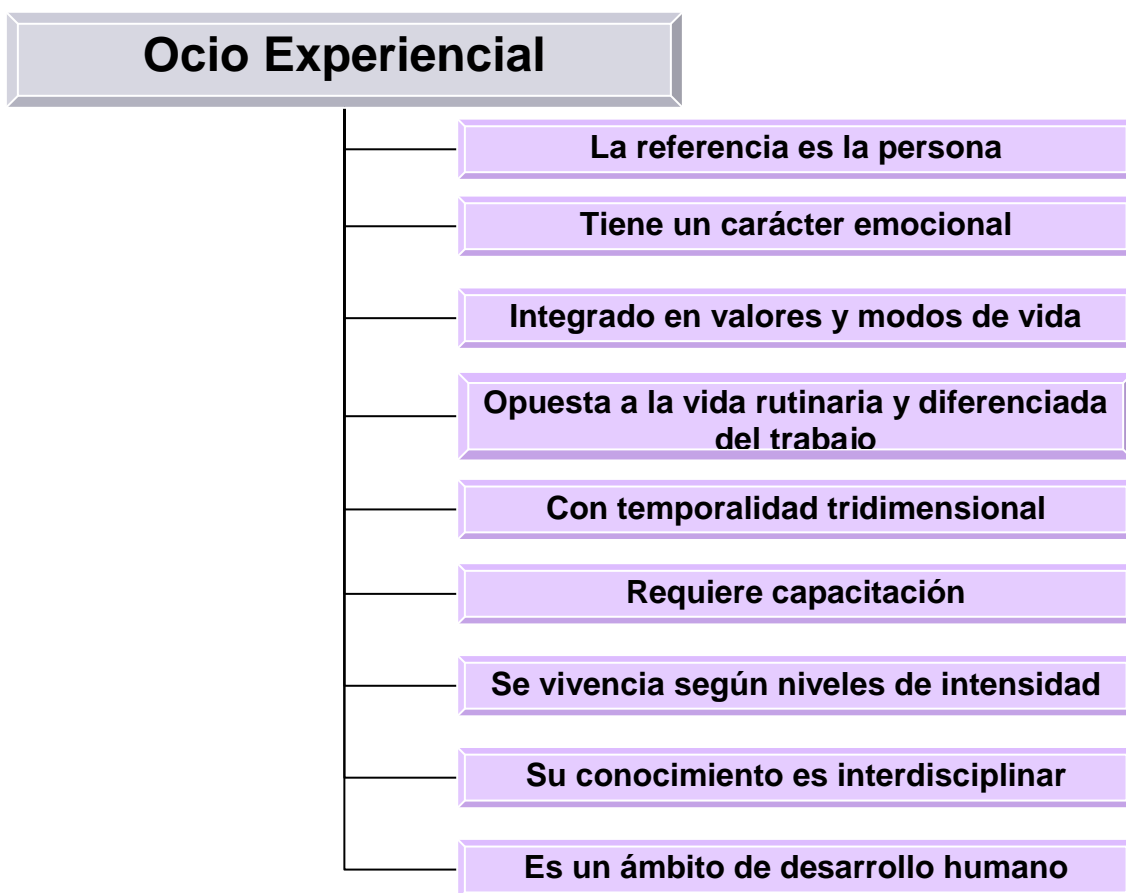 Ocio Experiencial
La referencia es la persona
Tiene un carácter emocional
Integrado en valores y modos de vida
Opuesta a la vida rutinaria y diferenciada
del trabajo
Con temporalidad tridimensional
Requiere capacitación
Se vivencia según niveles de intensidad
Su conocimiento es interdisciplinar
Es un ámbito de desarrollo humano